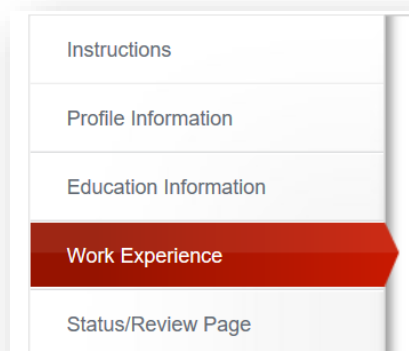 Instructions
Profile Information
Education Information
Work Experience
Status/Review Page